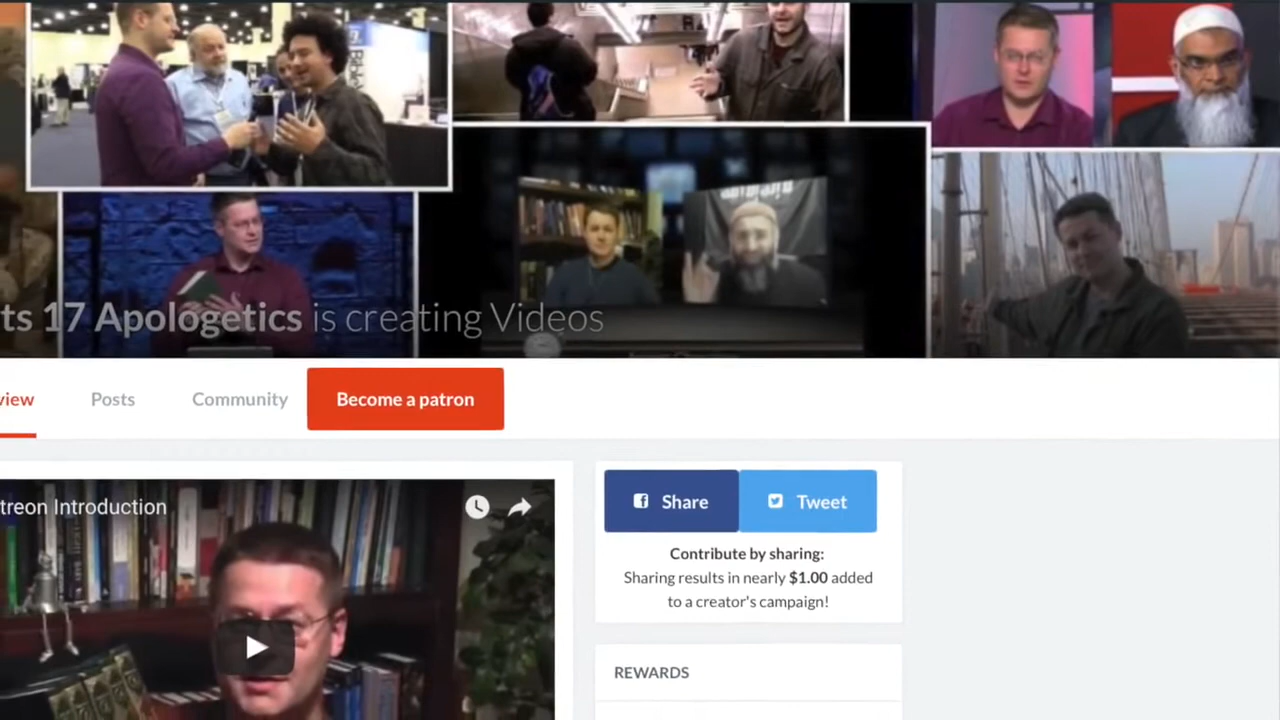 ts 17 Apologetics is creating Videos
view
Posts
Community
Become a patron
treon Introduction
Share
Tweet
Contribute by sharing:
Sharing results in nearly $1.00 added
to a creator's campaign!
REWARDS